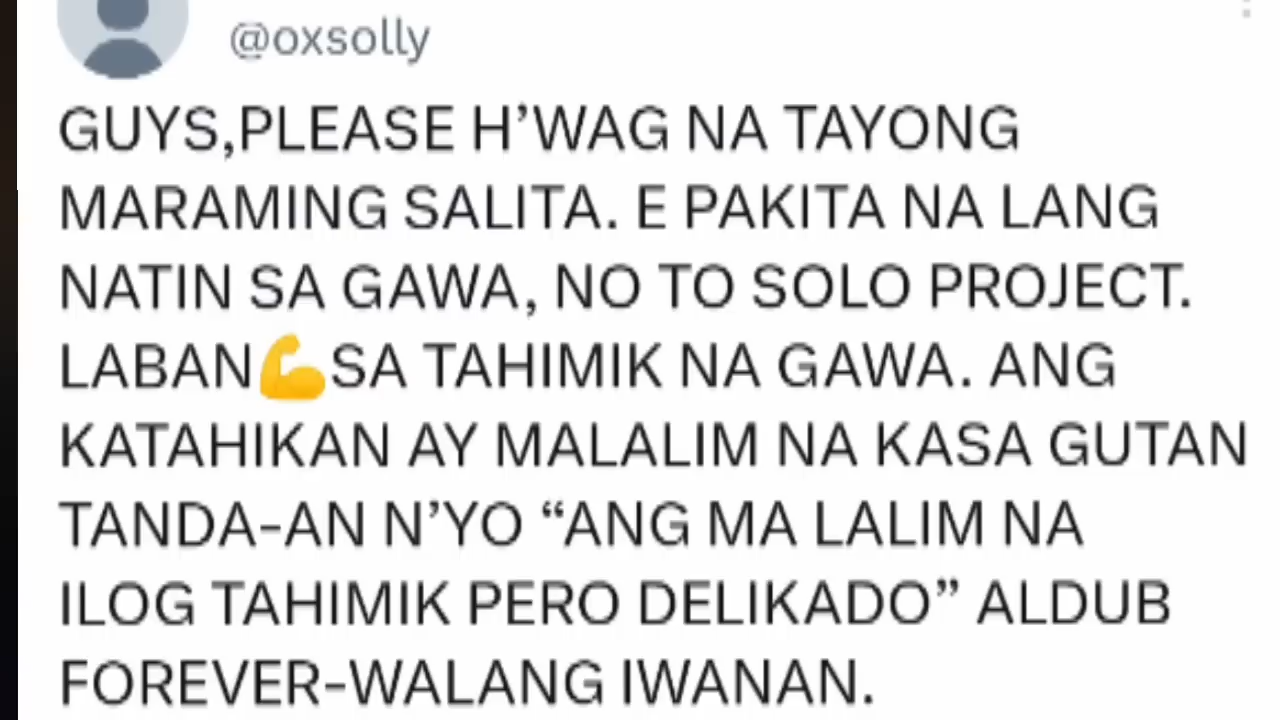 @oxsolly
GUYS,PLEASE H’WAG NA TAYONG
MARAMING SALITA. E PAKITA NA LANG
NATIN SA GAWA, NO TO SOLO PROJECT.
LABAN💪SA TAHIMIK NA GAWA. ANG
KATAHIKAN AY MALALIM NA KASA GUTAN
TANDA-AN N’YO “ANG MA LALIM NA
ILOG TAHIMIK PERO DELIKADO” ALDUB
FOREVER-WALANG IWANAN.